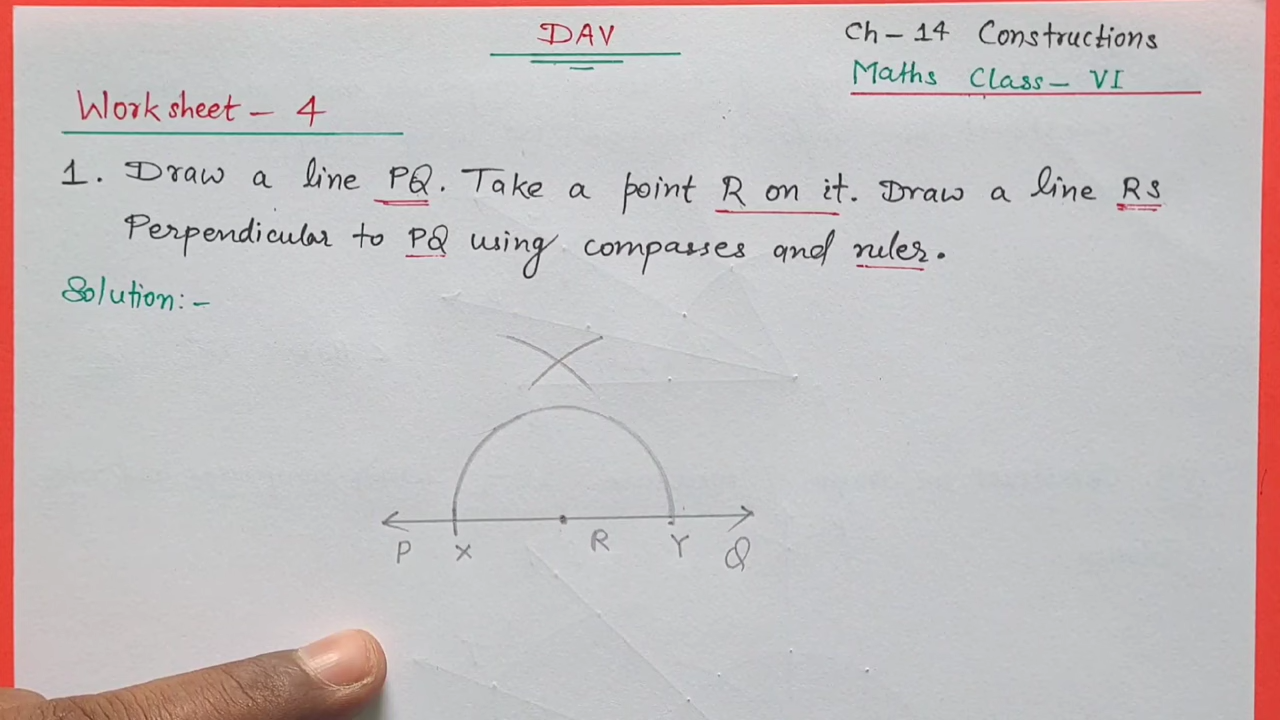 DAV
Ch - 14 Constructions
Maths Class - VI
Worksheet - 4
1. Draw a line PQ. Take a point R on it. Draw a line RS
Perpendicular to PQ using compasses and ruler.
Solution:-
P X R Y Q